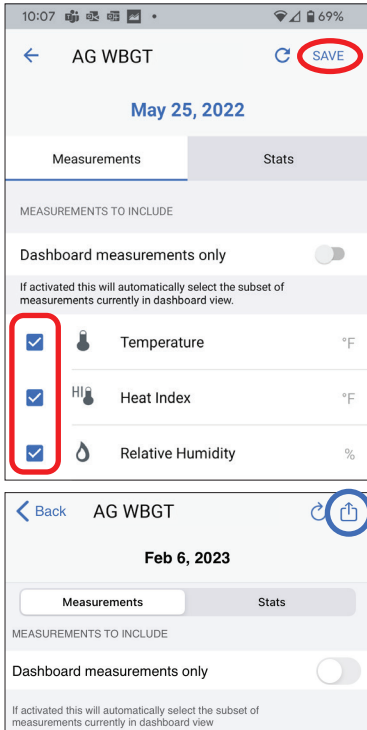 10:07 69%
AG WBGT SAVE
May 25, 2022
Measurements Stats
MEASUREMENTS TO INCLUDE
Dashboard measurements only
If activated this will automatically select the subset of
measurements currently in dashboard view.
Temperature °F
HI Heat Index °F
Relative Humidity %
Back AG WBGT
Feb 6, 2023
Measurements Stats
MEASUREMENTS TO INCLUDE
Dashboard measurements only
If activated this will automatically select the subset of
measurements currently in dashboard view